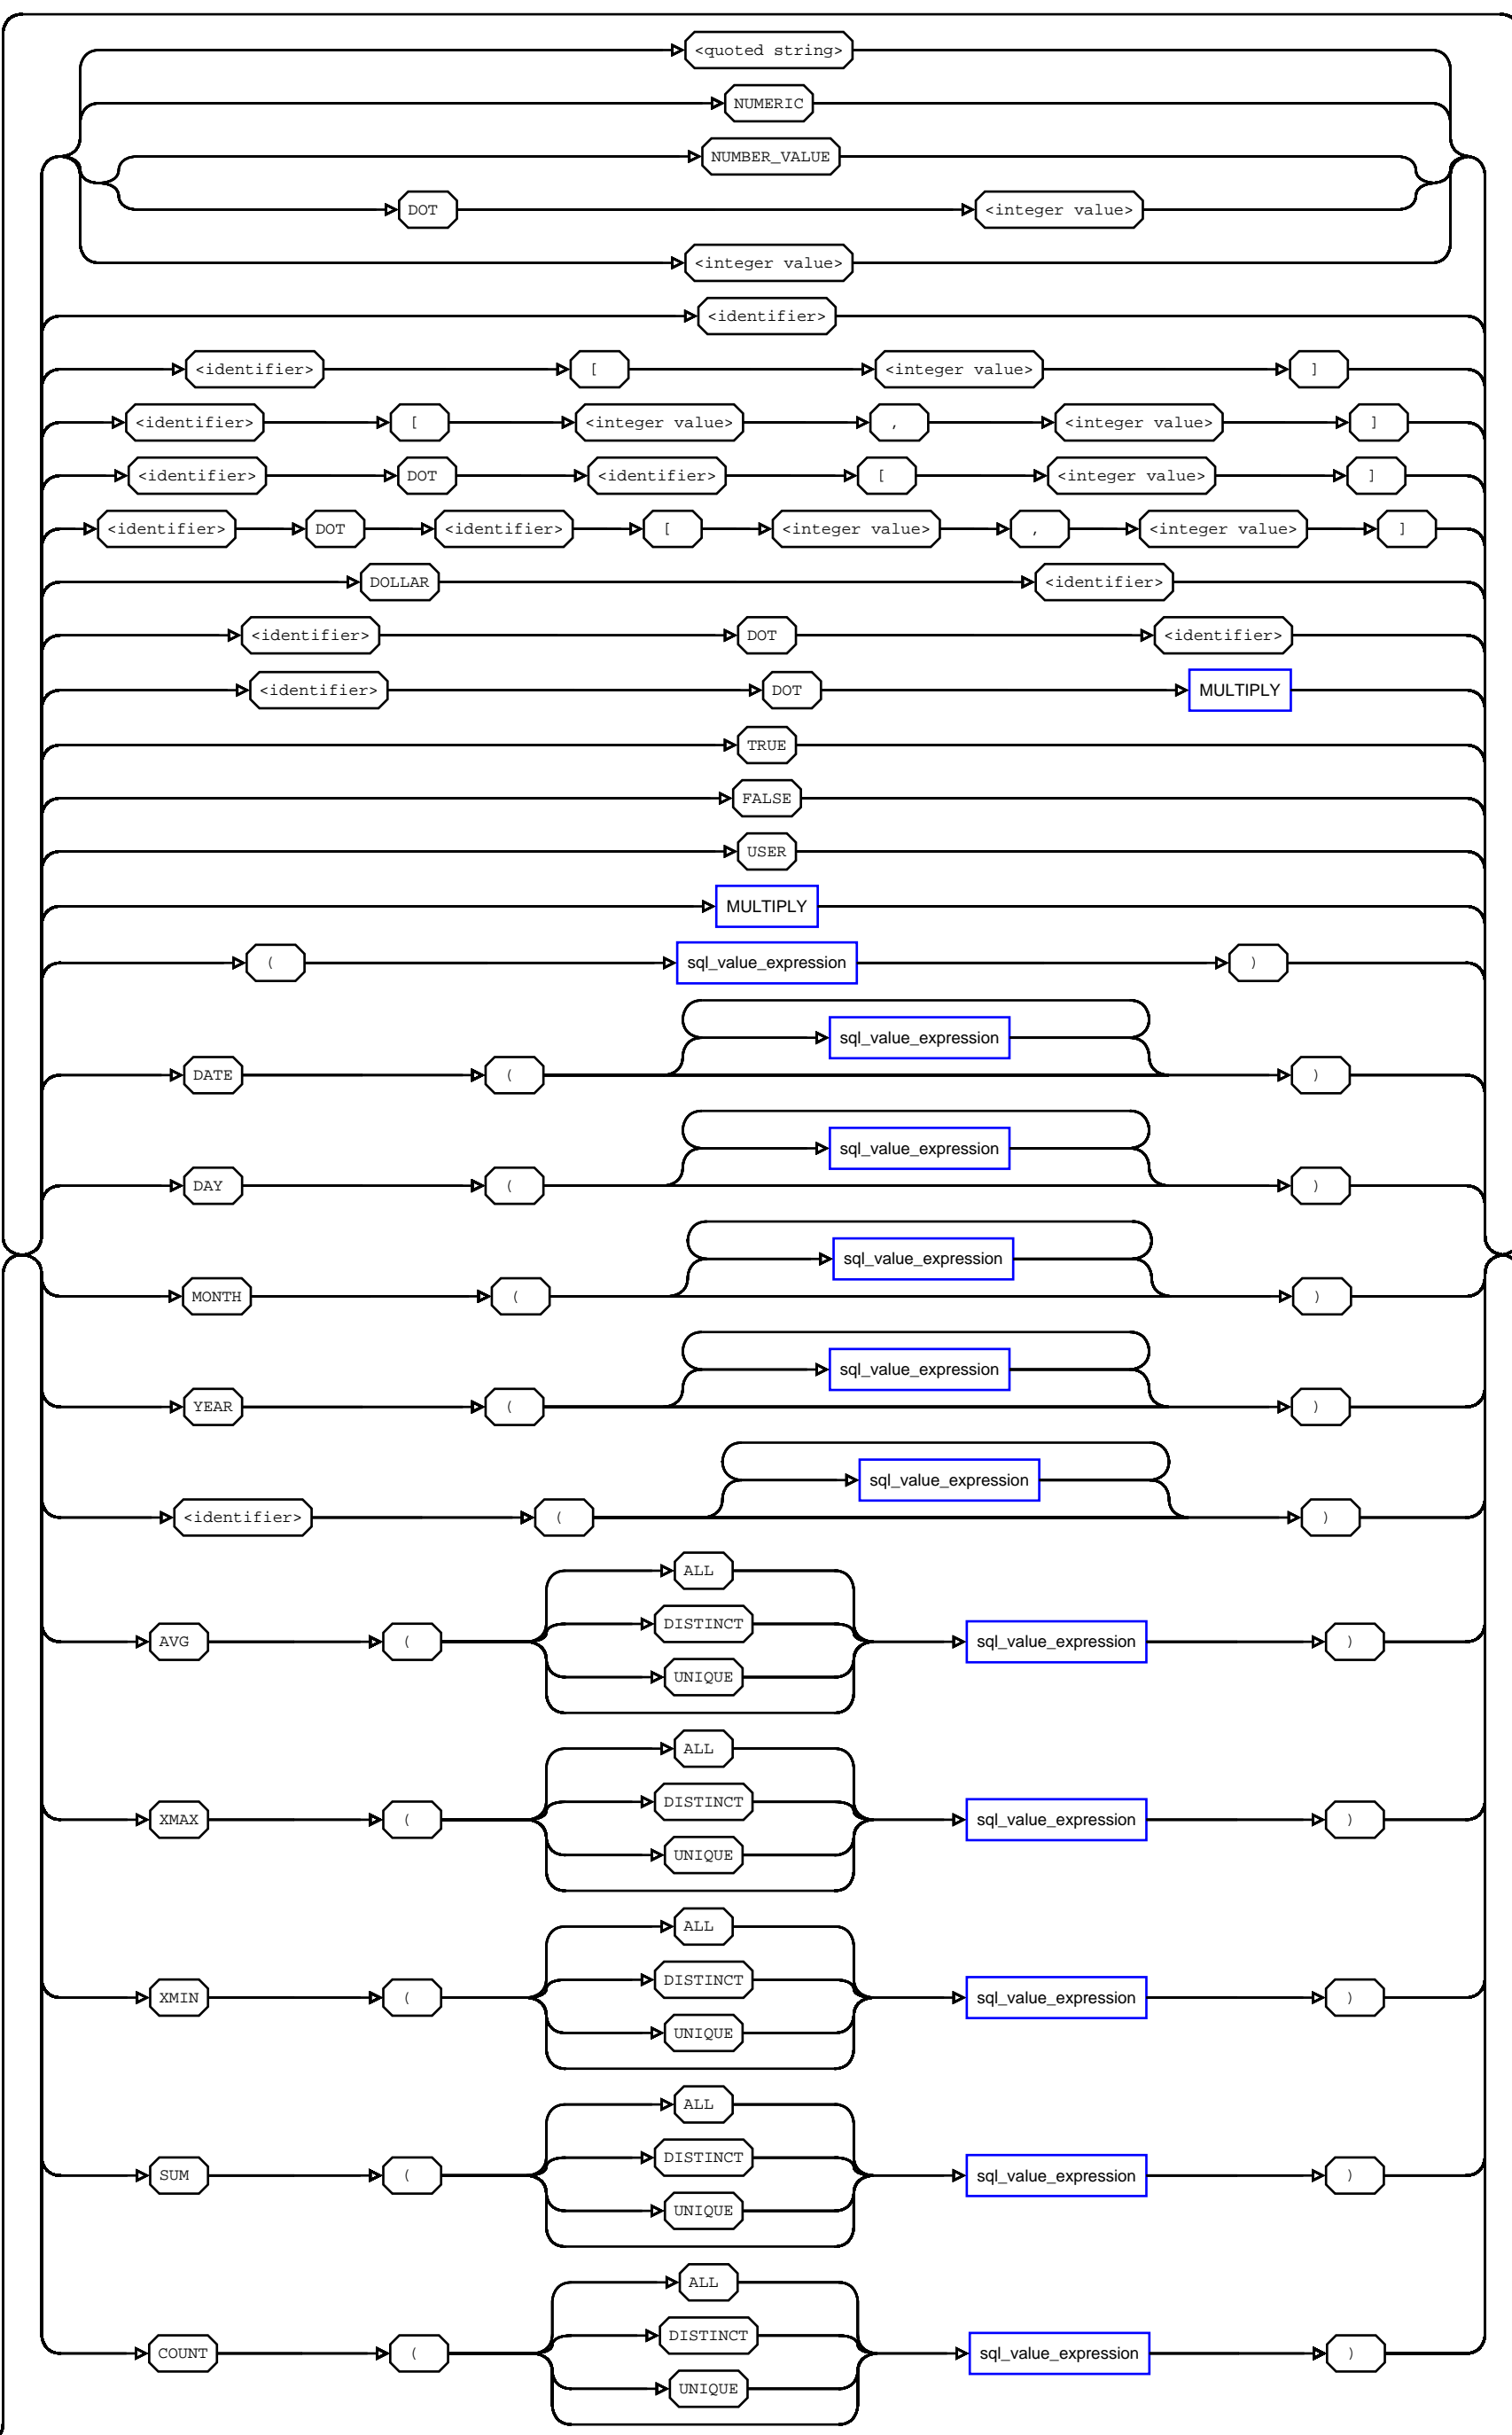 <quoted string>
NUMERIC
NUMBER_VALUE
DOT <integer value>
<integer value>
<identifier>
<identifier> [ <integer value> ]
<identifier> [ <integer value> , <integer value> ]
<identifier> DOT <identifier> [ <integer value> ]
<identifier> DOT <identifier> [ <integer value> , <integer value> ]
DOLLAR <identifier>
<identifier> DOT <identifier>
<identifier> DOT MULTIPLY
TRUE
FALSE
USER
MULTIPLY
( sql_value_expression )
sql_value_expression
DATE ( )
sql_value_expression
DAY ( )
sql_value_expression
MONTH ( )
sql_value_expression
YEAR ( )
sql_value_expression
<identifier> ( )
ALL
DISTINCT
AVG ( sql_value_expression )
UNIQUE
ALL
DISTINCT
XMAX ( sql_value_expression )
UNIQUE
ALL
DISTINCT
XMIN ( sql_value_expression )
UNIQUE
ALL
DISTINCT
SUM ( sql_value_expression )
UNIQUE
ALL
DISTINCT
COUNT ( sql_value_expression )
UNIQUE